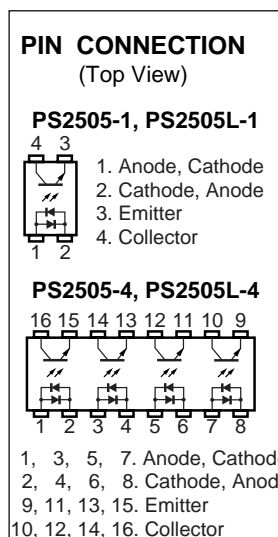 PIN CONNECTION
(Top View)
PS2505-1, PS2505L-1
4 3
1. Anode, Cathode
2. Cathode, Anode
3. Emitter
4. Collector
1 2
PS2505-4, PS2505L-4
16 15 14 13 12 11 10 9
1 2 3 4 5 6 7 8
1, 3, 5, 7. Anode, Cathod
2, 4, 6, 8. Cathode, Anod
9, 11, 13, 15. Emitter
10, 12, 14, 16. Collector